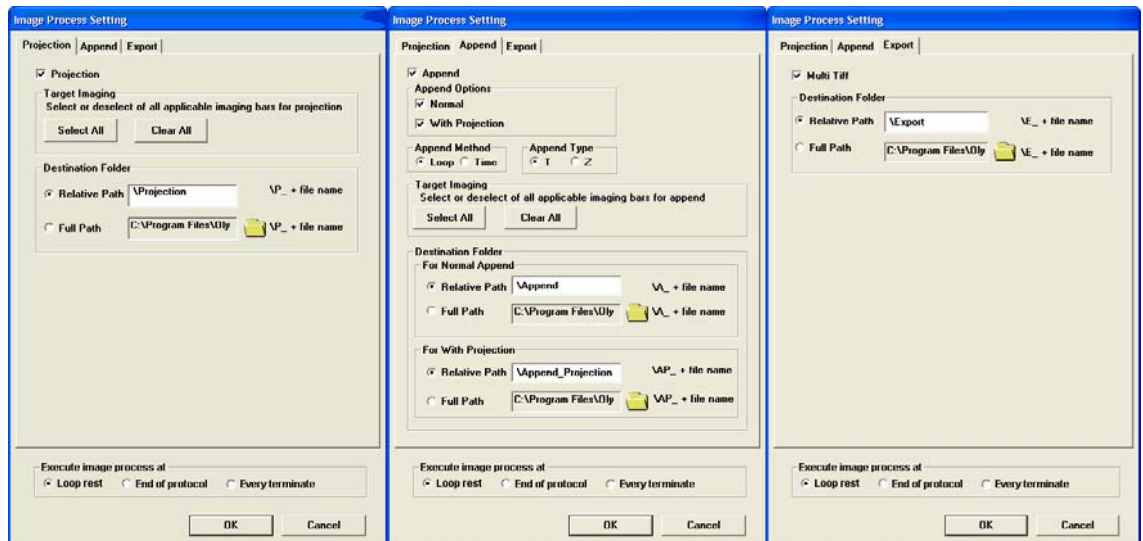 Image Process Setting
Projection Append Export
Projection
Target Imaging
Select or deselect of all applicable imaging bars for projection
Select All Clear All
Destination Folder
Relative Path \Projection \P_ + file name
Full Path C:\Program Files\Oly \P_ + file name
Execute image process at
Loop rest End of protocol Every terminate
OK Cancel
Image Process Setting
Projection Append Export
Append
Append Options
Normal
With Projection
Append Method Append Type
Loop Time T Z
Target Imaging
Select or deselect of all applicable imaging bars for append
Select All Clear All
Destination Folder
For Normal Append
Relative Path \Append \A_ + file name
Full Path C:\Program Files\Oly \A_ + file name
For With Projection
Relative Path \Append_Projection \AP_ + file name
Full Path C:\Program Files\Oly \AP_ + file name
Execute image process at
Loop rest End of protocol Every terminate
OK Cancel
Image Process Setting
Projection Append Export
Multi Tiff
Destination Folder
Relative Path \Export \E_ + file name
Full Path C:\Program Files\Oly \E_ + file name
Execute image process at
Loop rest End of protocol Every terminate
OK Cancel